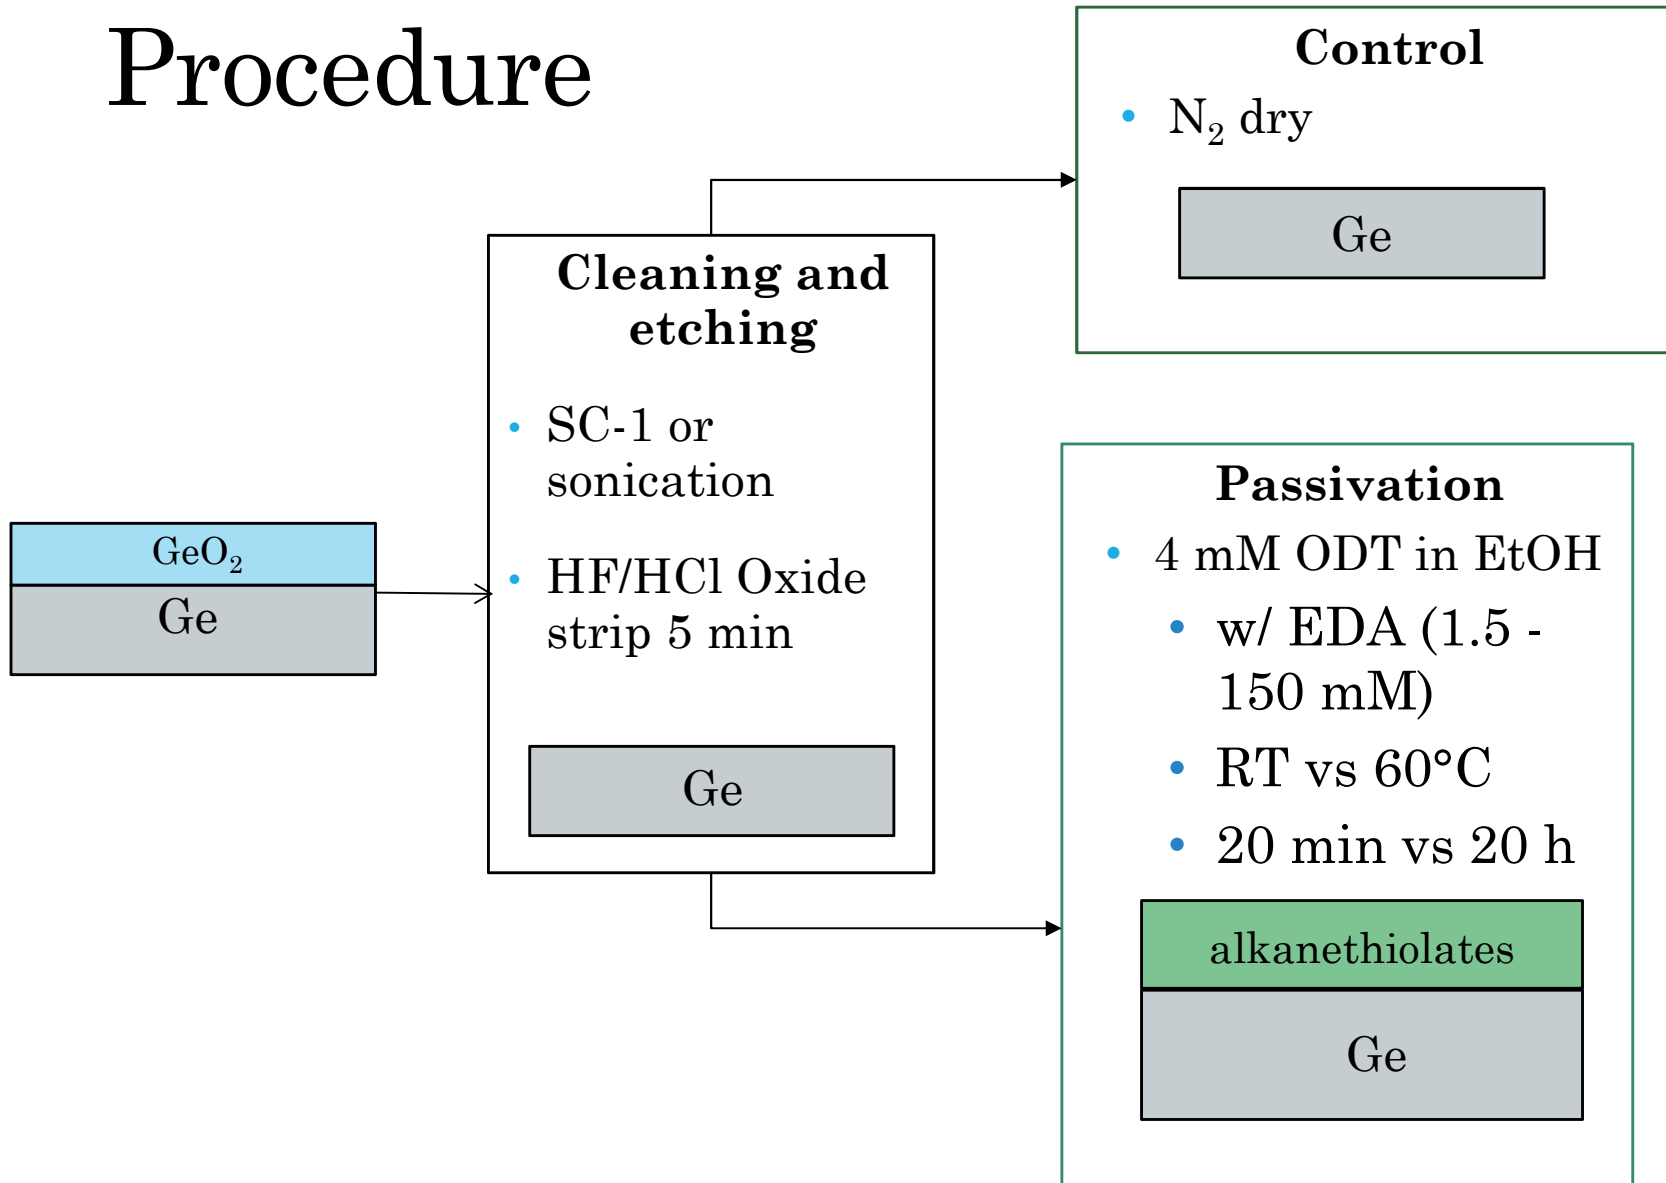 Procedure
GeO₂
Ge
Cleaning and
etching
• SC-1 or
sonication
• HF/HCl Oxide
strip 5 min
Ge
Control
• N₂ dry
Ge
Passivation
• 4 mM ODT in EtOH
• w/ EDA (1.5 -
150 mM)
• RT vs 60°C
• 20 min vs 20 h
alkanethiolates
Ge